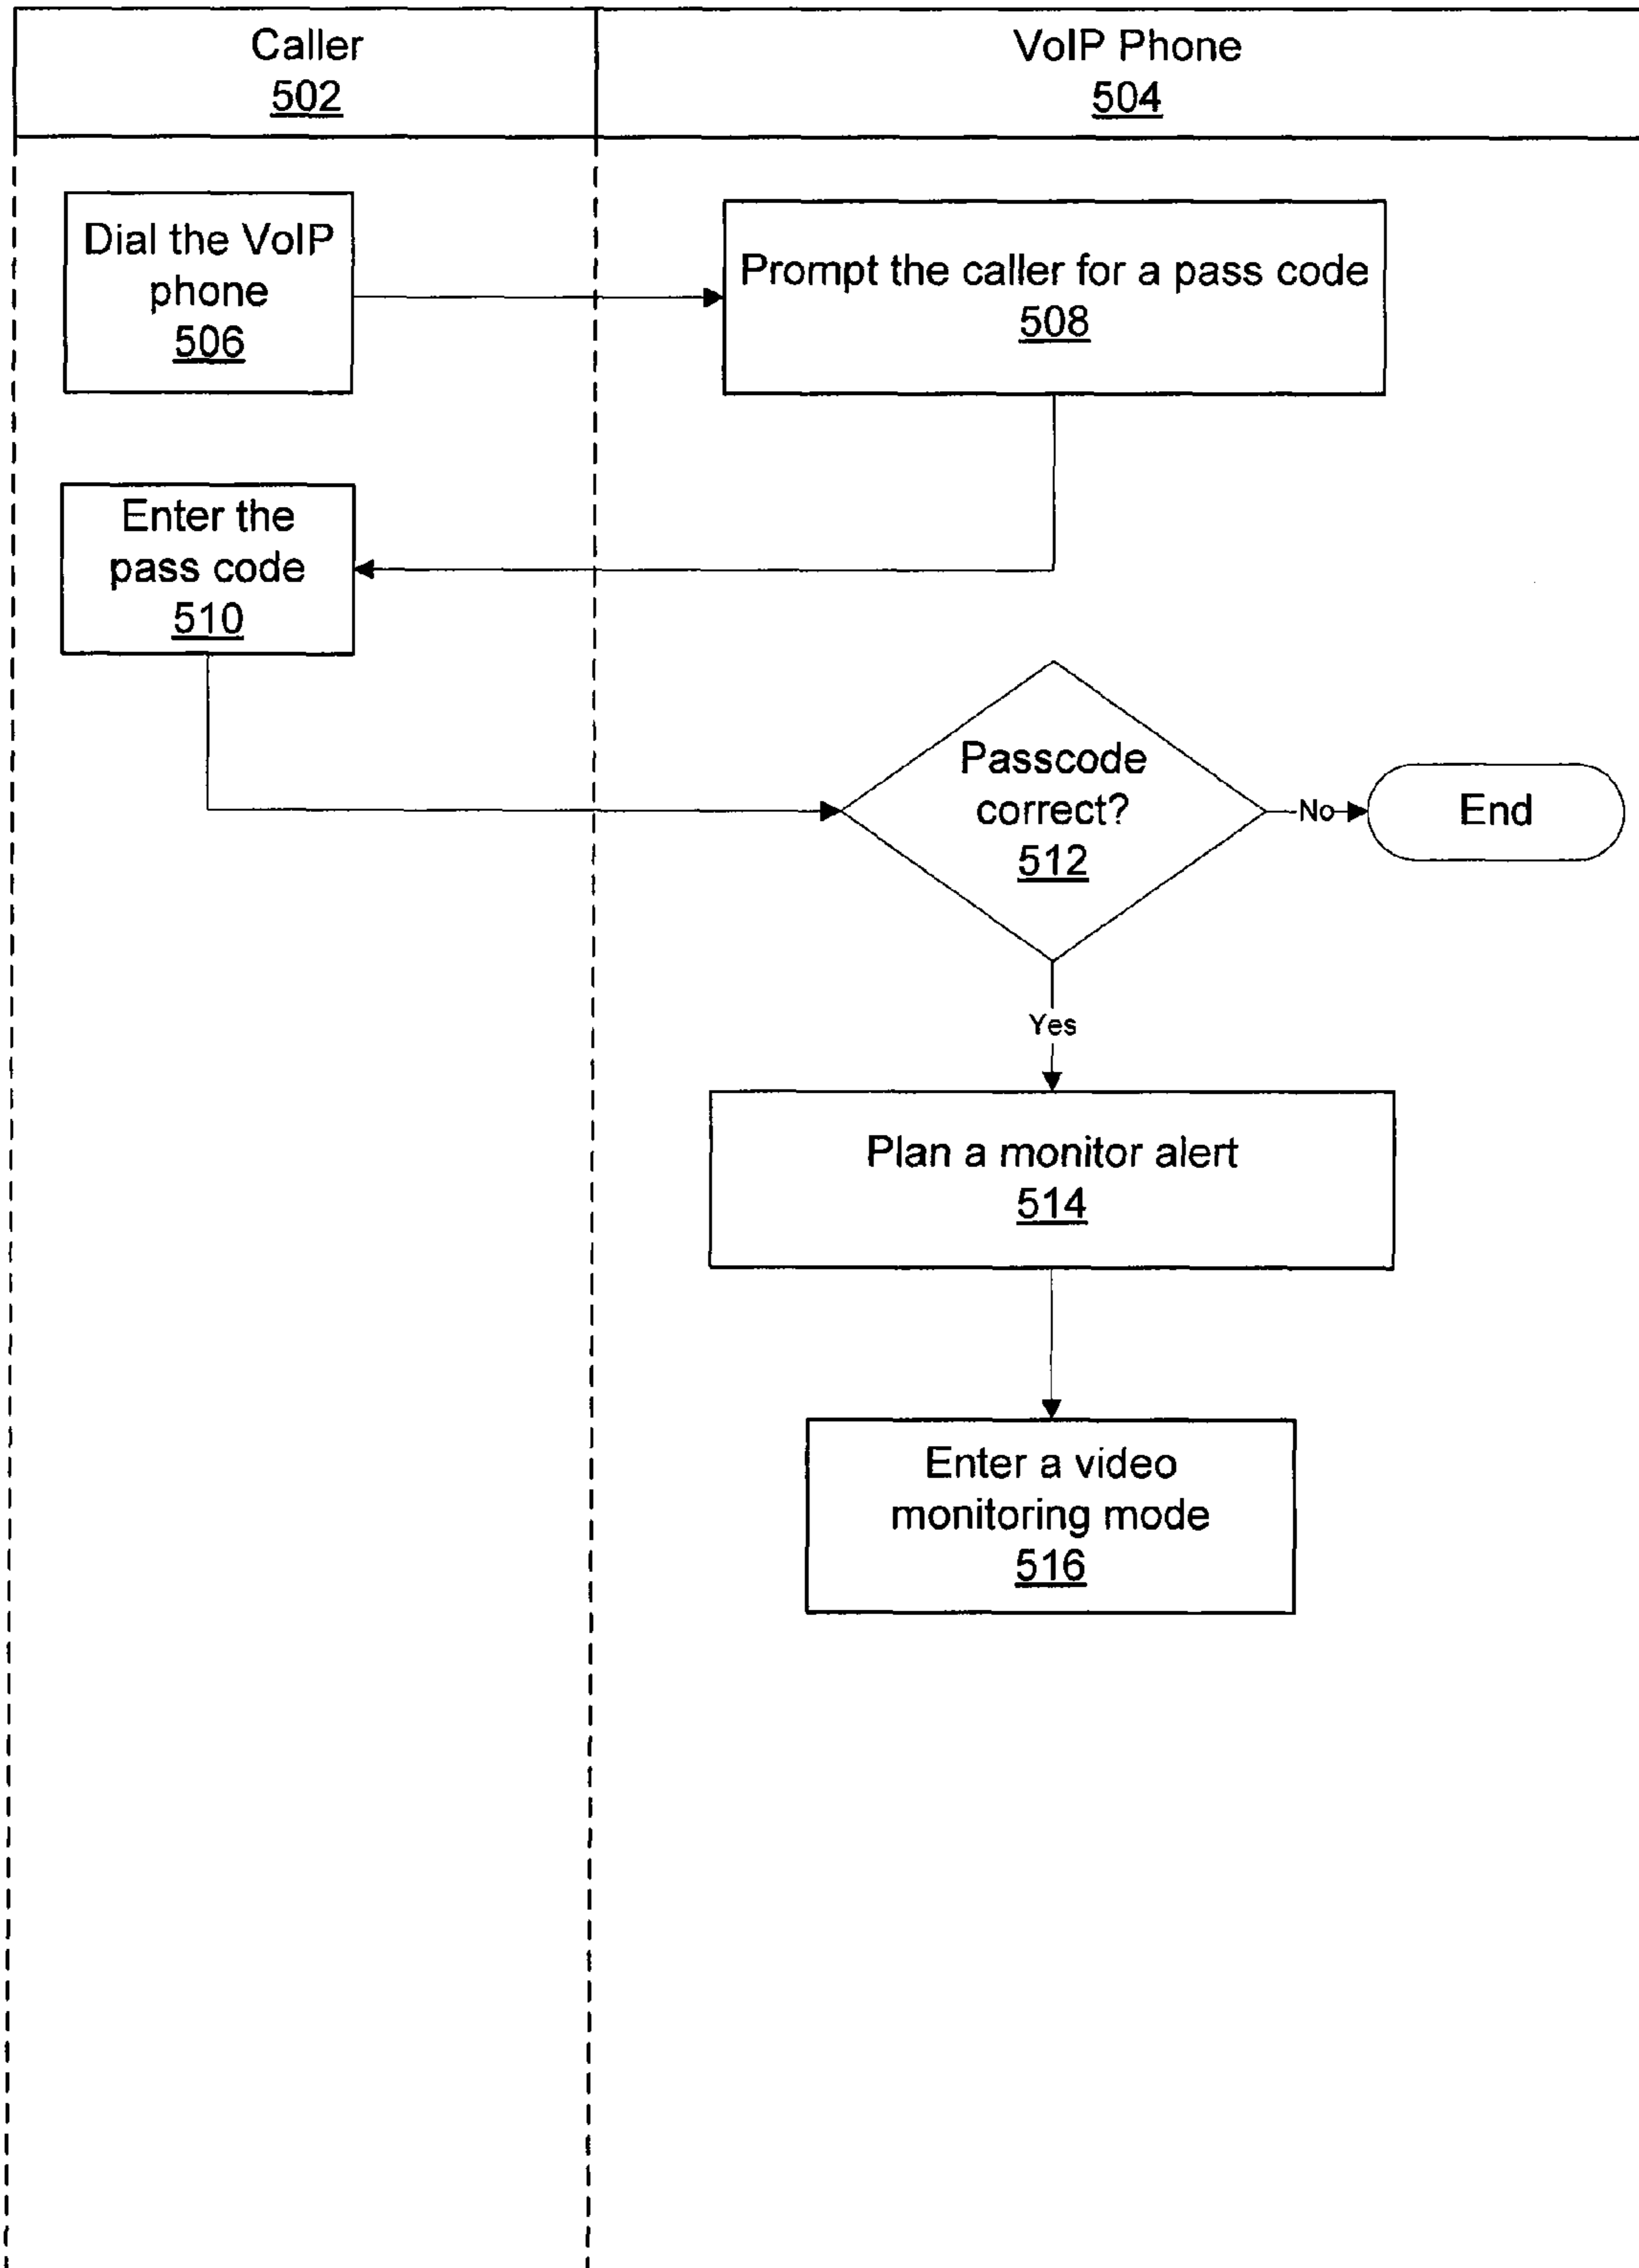 Caller
502
VoIP Phone
504
Dial the VoIP
phone
506
Prompt the caller for a pass code
508
Enter the
pass code
510
Passcode
correct?
512
No
End
Yes
Plan a monitor alert
514
Enter a video
monitoring mode
516